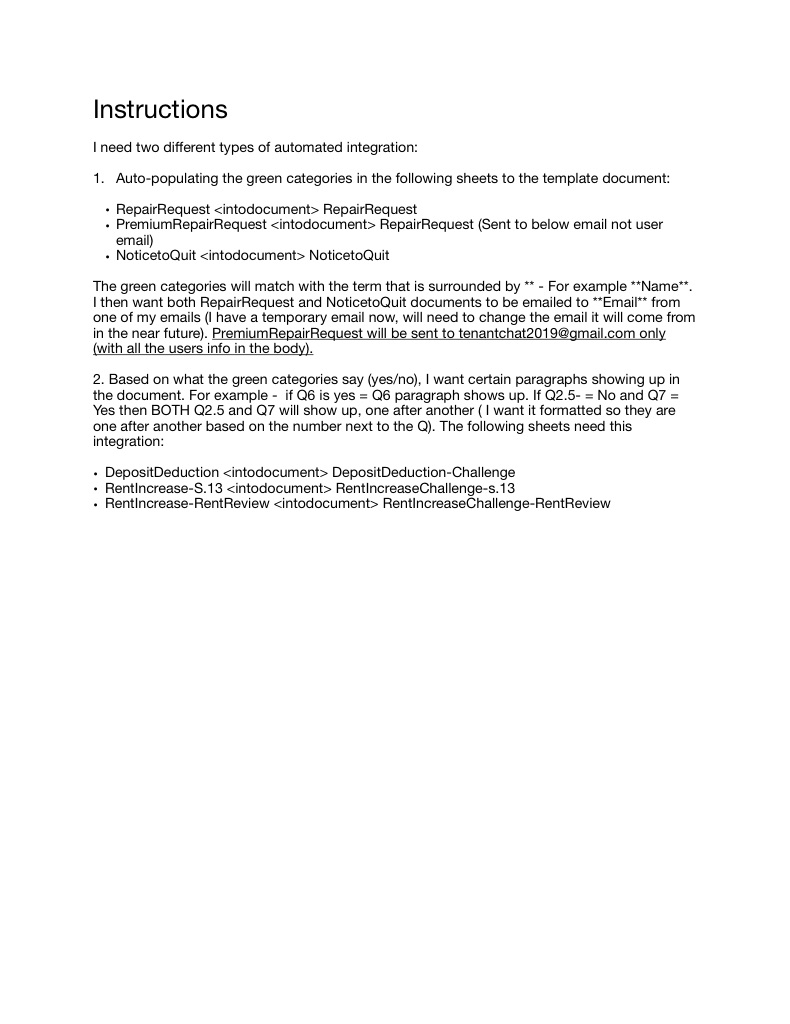 Instructions
I need two different types of automated integration:
1. Auto-populating the green categories in the following sheets to the template document:
• RepairRequest <intodocument> RepairRequest
• PremiumRepairRequest <intodocument> RepairRequest (Sent to below email not user
email)
• NoticetoQuit <intodocument> NoticetoQuit
The green categories will match with the term that is surrounded by ** - For example **Name**.
I then want both RepairRequest and NoticetoQuit documents to be emailed to **Email** from
one of my emails (I have a temporary email now, will need to change the email it will come from
in the near future). PremiumRepairRequest will be sent to tenantchat2019@gmail.com only
(with all the users info in the body).
2. Based on what the green categories say (yes/no), I want certain paragraphs showing up in
the document. For example - if Q6 is yes = Q6 paragraph shows up. If Q2.5- = No and Q7 =
Yes then BOTH Q2.5 and Q7 will show up, one after another ( I want it formatted so they are
one after another based on the number next to the Q). The following sheets need this
integration:
• DepositDeduction <intodocument> DepositDeduction-Challenge
• RentIncrease-S.13 <intodocument> RentIncreaseChallenge-s.13
• RentIncrease-RentReview <intodocument> RentIncreaseChallenge-RentReview